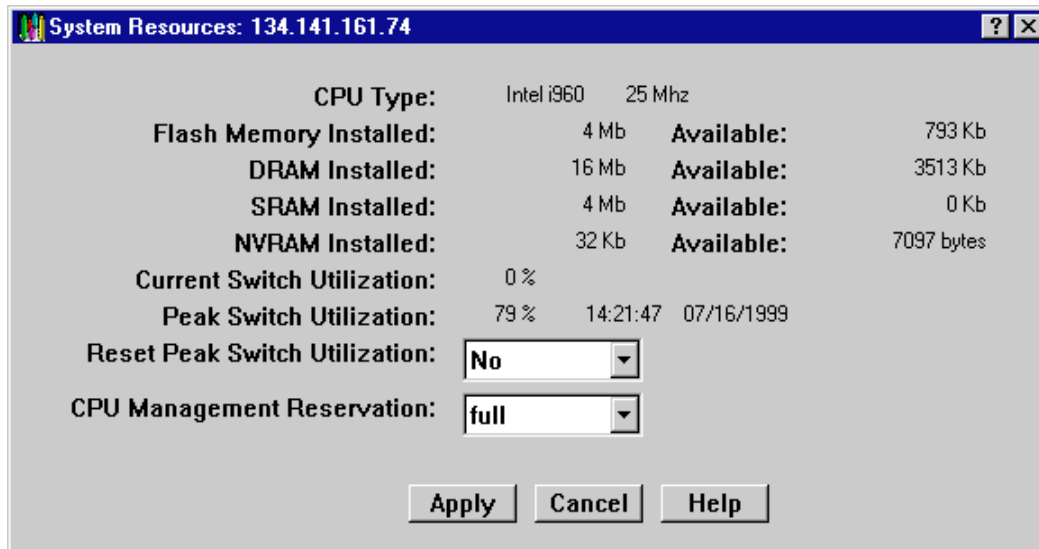 System Resources: 134.141.161.74 ? ×
CPU Type: Intel i960 25 Mhz
Flash Memory Installed: 4 Mb Available: 793 Kb
DRAM Installed: 16 Mb Available: 3513 Kb
SRAM Installed: 4 Mb Available: 0 Kb
NVRAM Installed: 32 Kb Available: 7097 bytes
Current Switch Utilization: 0 %
Peak Switch Utilization: 79 % 14:21:47 07/16/1999
Reset Peak Switch Utilization: No
CPU Management Reservation: full
Apply Cancel Help